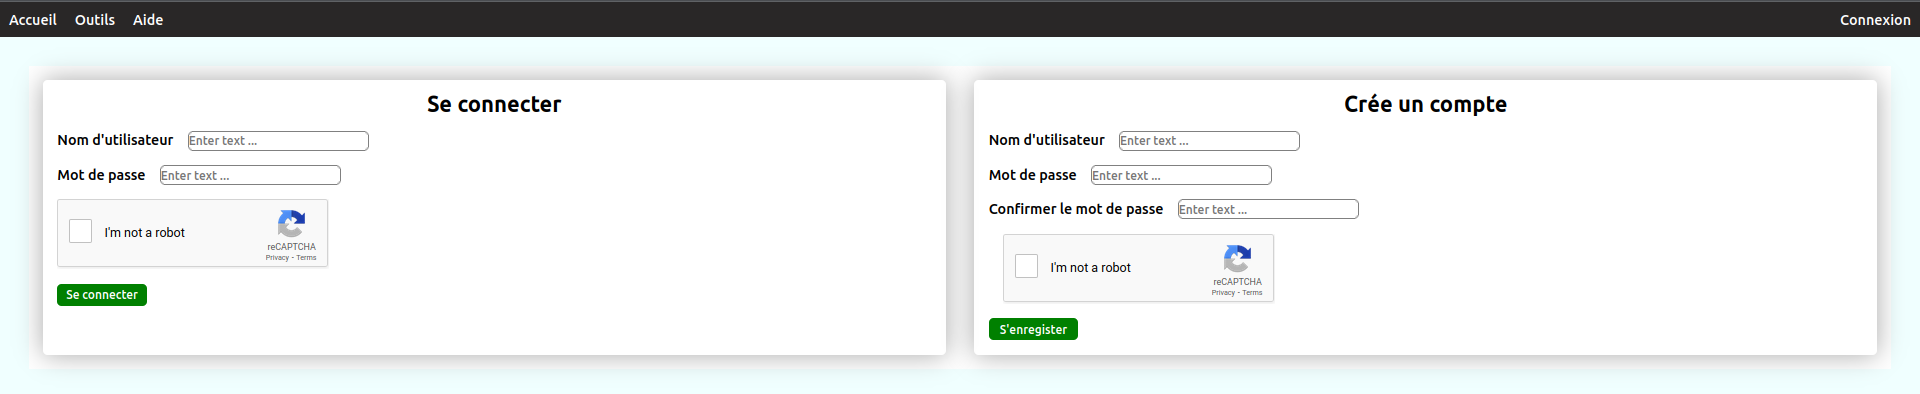 Accueil Outils Aide Connexion
Se connecter
Nom d'utilisateur Enter text ...
Mot de passe Enter text ...
I'm not a robot
reCAPTCHA
Privacy - Terms
Se connecter
Crée un compte
Nom d'utilisateur Enter text ...
Mot de passe Enter text ...
Confirmer le mot de passe Enter text ...
I'm not a robot
reCAPTCHA
Privacy - Terms
S'enregister